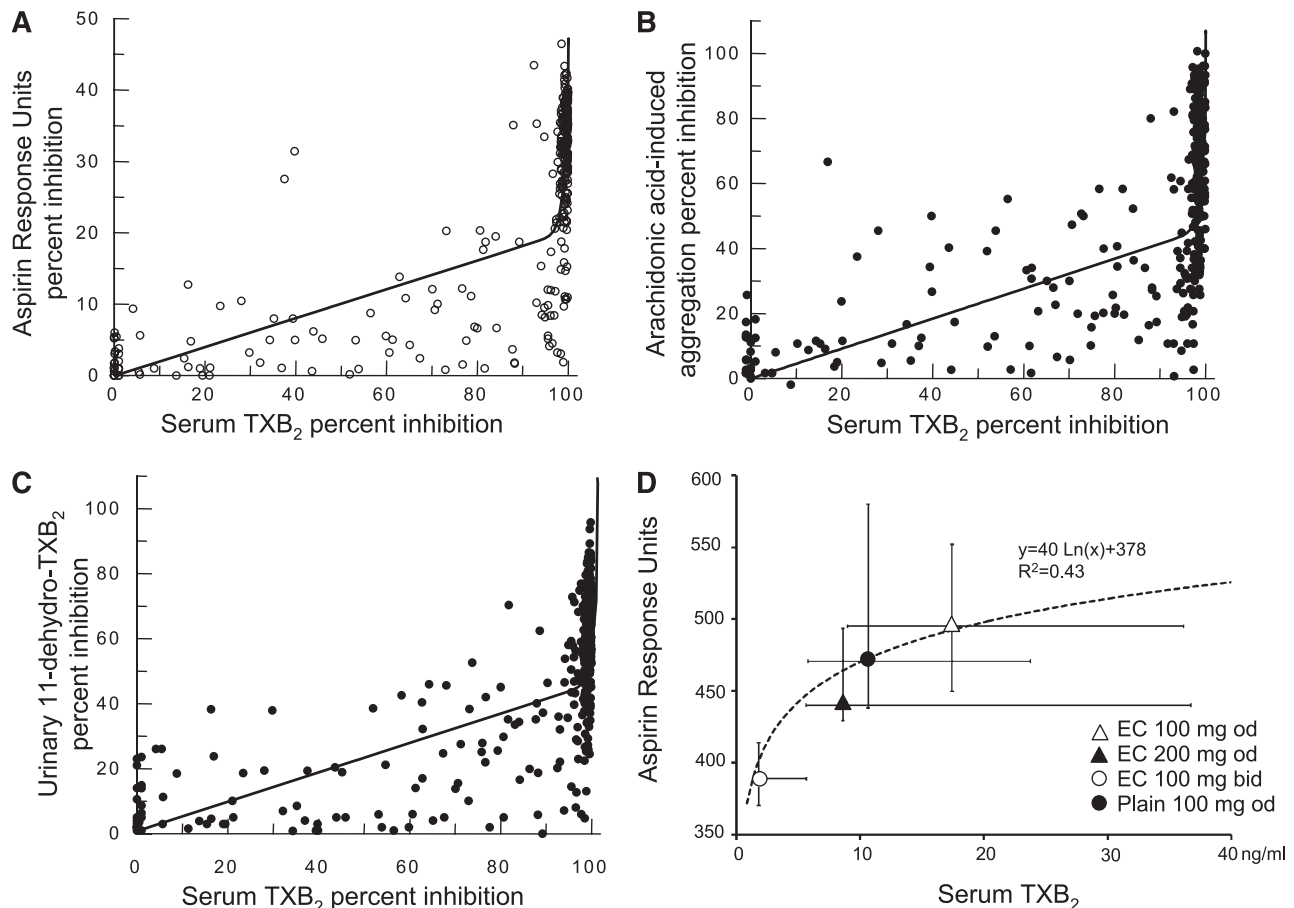 A
Aspirin Response Units
percent inhibition
50
40
30
20
10
0
0 20 40 60 80 100
Serum TXB₂ percent inhibition
B
Arachidonic acid-induced
aggregation percent inhibition
100
80
60
40
20
0
0 20 40 60 80 100
Serum TXB₂ percent inhibition
C
Urinary 11-dehydro-TXB₂
percent inhibition
100
80
60
40
20
0
0 20 40 60 80 100
Serum TXB₂ percent inhibition
D
Aspirin Response Units
600
550
500
450
400
350
y=40 Ln(x)+378
R²=0.43
EC 100 mg od
EC 200 mg od
EC 100 mg bid
Plain 100 mg od
0 10 20 30 40 ng/ml
Serum TXB₂